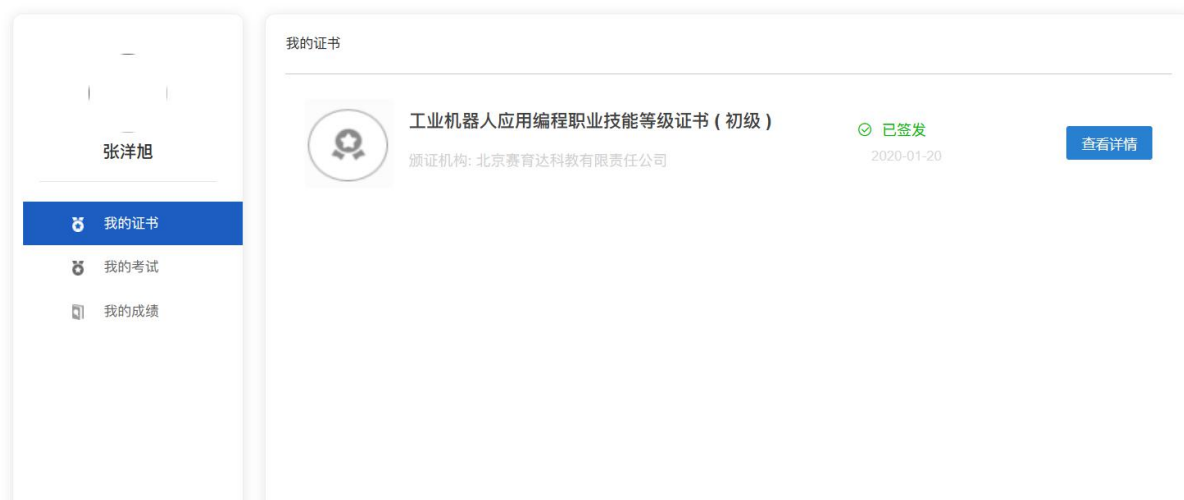 张洋旭
我的证书
我的考试
我的成绩
我的证书
工业机器人应用编程职业技能等级证书 ( 初级 )
颁证机构: 北京赛育达科教有限责任公司
已签发
2020-01-20
查看详情